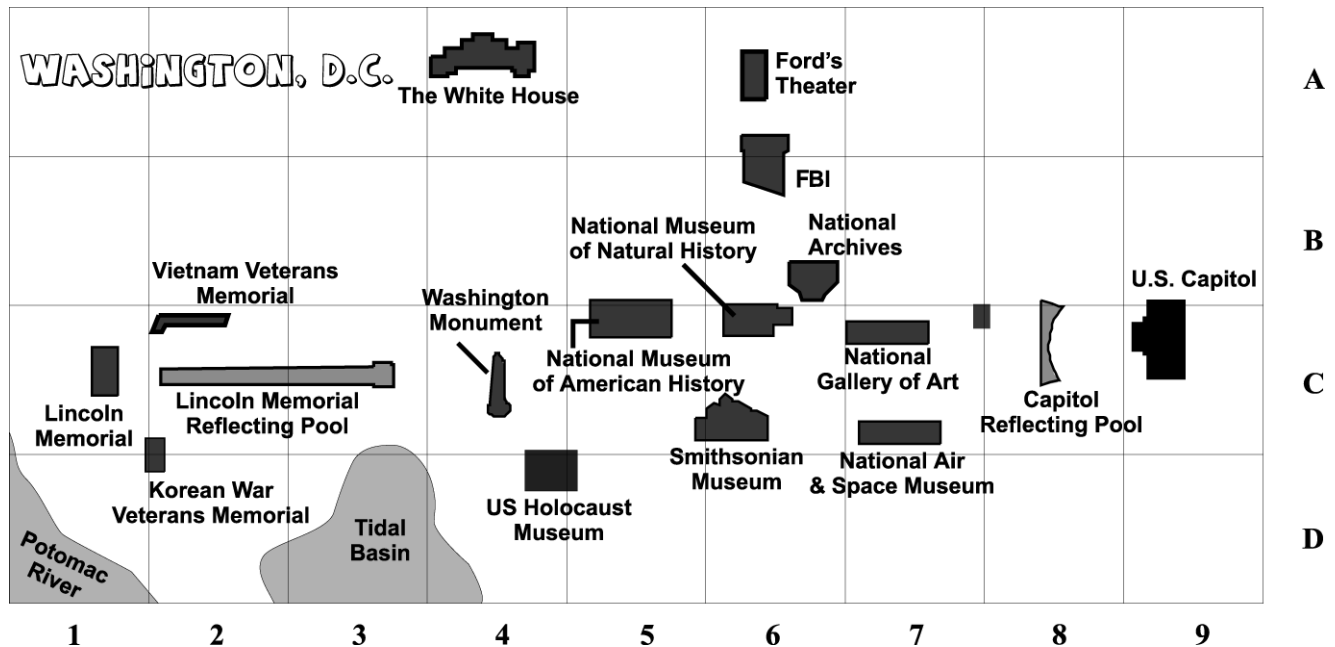 WASHiNGTON, D.C.
The White House
Ford's
Theater
A
FBI
National Museum
of Natural History
National
Archives
B
Vietnam Veterans
Memorial
Washington
Monument
U.S. Capitol
National Museum
of American History
National
Gallery of Art
C
Lincoln
Memorial
Lincoln Memorial
Reflecting Pool
Capitol
Reflecting Pool
Smithsonian
Museum
National Air
& Space Museum
Korean War
Veterans Memorial
US Holocaust
Museum
Tidal
Basin
D
Potomac
River
1 2 3 4 5 6 7 8 9